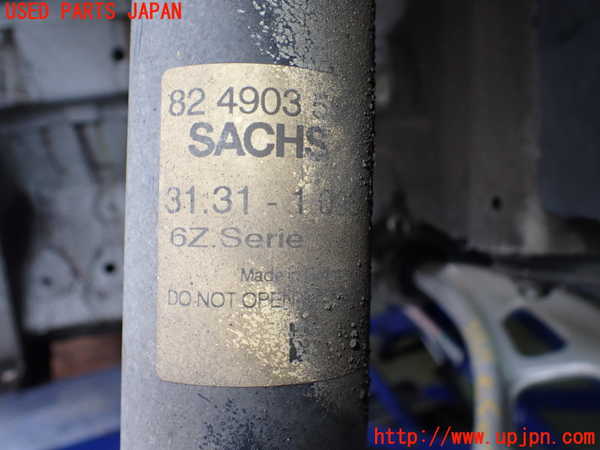 USED PARTS JAPAN
82 4903
SACHS
31.31 - 1
6Z.Serie
Made in
DO NOT OPEN
http://www.upjpn.com